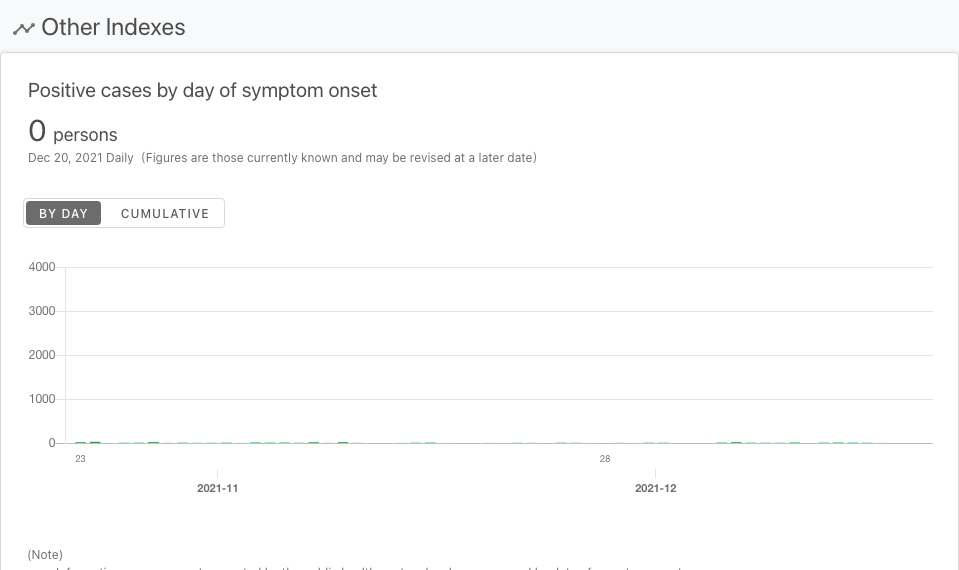 Other Indexes
Positive cases by day of symptom onset
0 persons
Dec 20, 2021 Daily (Figures are those currently known and may be revised at a later date)
BY DAY CUMULATIVE
4000
3000
2000
1000
0
23 28
2021-11 2021-12
(Note)